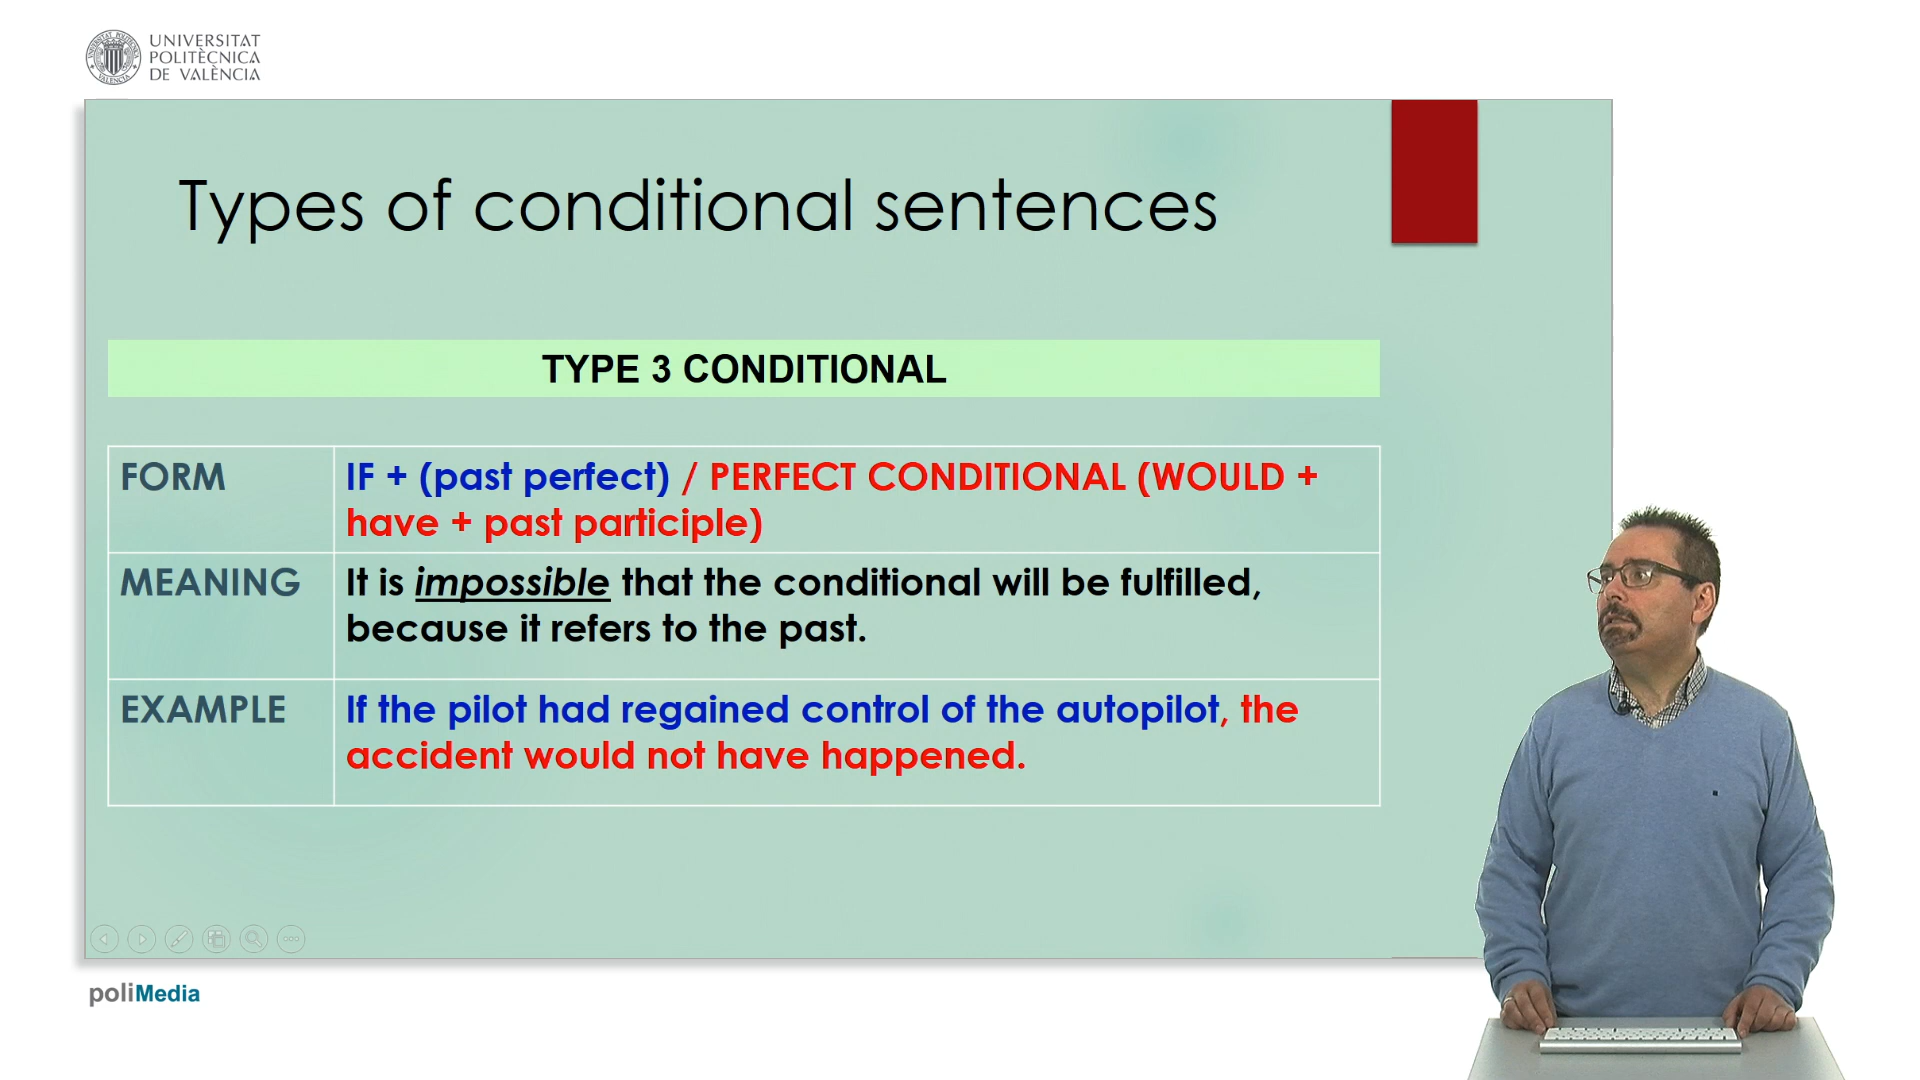 UNIVERSITAT
POLITÈCNICA
DE VALÈNCIA
Types of conditional sentences
TYPE 3 CONDITIONAL
FORM
IF + (past perfect) / PERFECT CONDITIONAL (WOULD +
have + past participle)
MEANING
It is impossible that the conditional will be fulfilled,
because it refers to the past.
EXAMPLE
If the pilot had regained control of the autopilot, the
accident would not have happened.
poliMedia